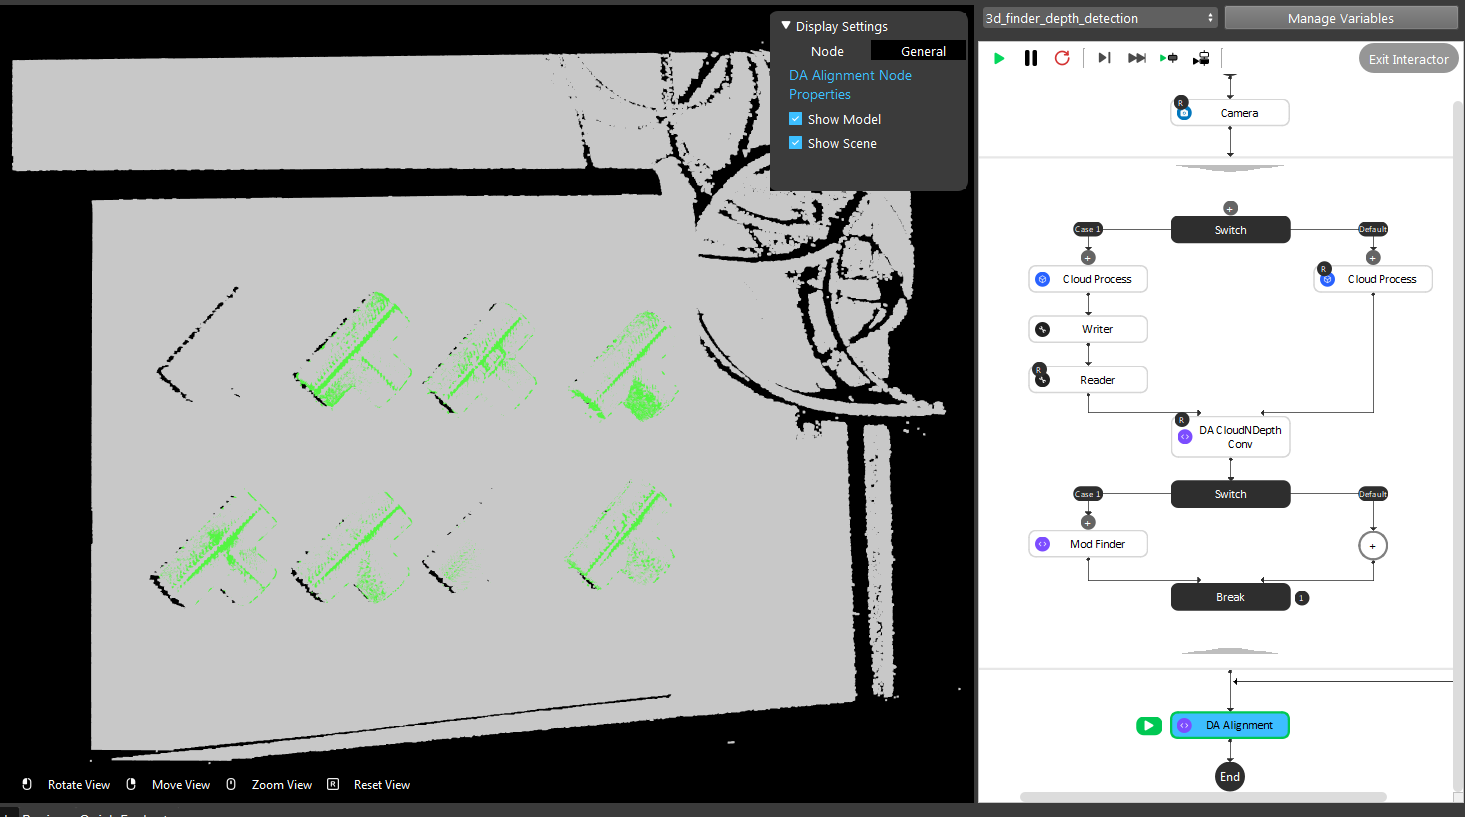 Display Settings
Node
General
DA Alignment Node
Properties
Show Model
Show Scene
Rotate View
Move View
Zoom View
R
Reset View
3d_finder_depth_detection
Manage Variables
Exit Interactor
R
Camera
+
Case 1
Switch
Default
+
+
Cloud Process
R
Cloud Process
Writer
R
Reader
R
DA CloudNDepth
Conv
Case 1
Switch
Default
+
Mod Finder
+
Break
1
DA Alignment
End